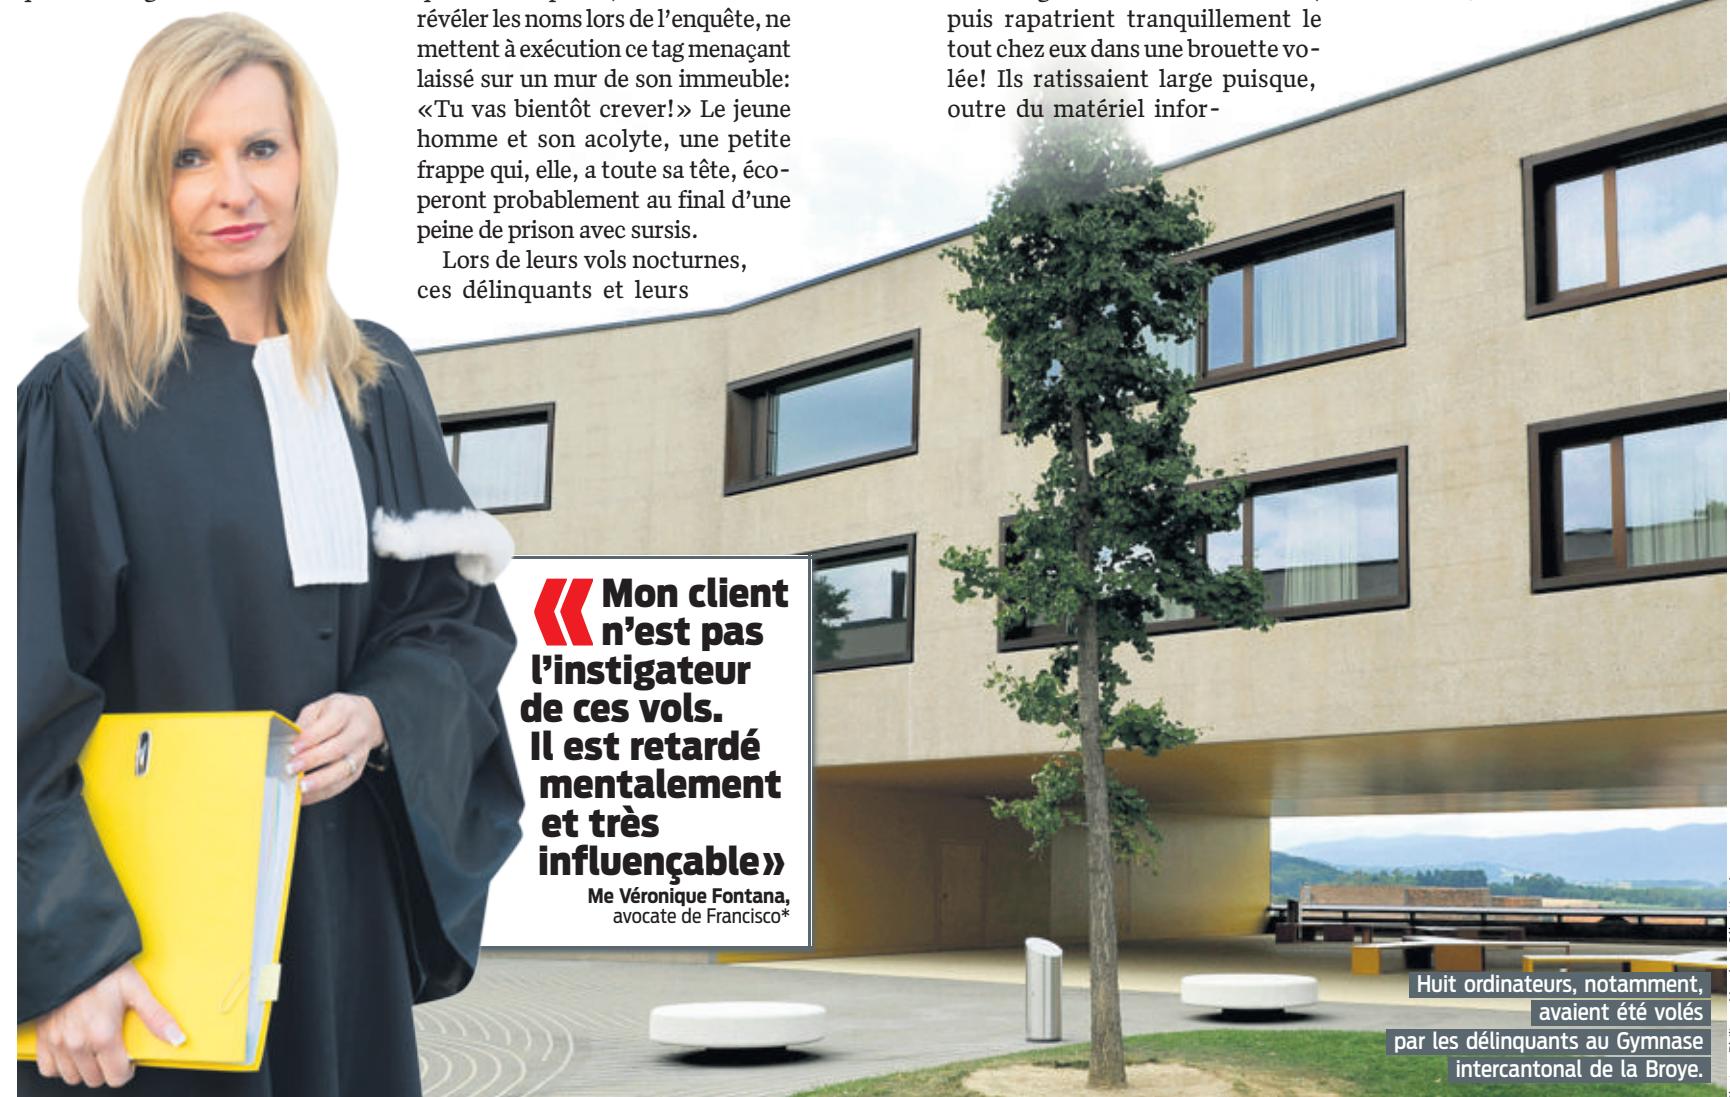 révéler les noms lors de l’enquête, ne
mettent à exécution ce tag menaçant
laissé sur un mur de son immeuble:
«Tu vas bientôt crever!» Le jeune
homme et son acolyte, une petite
frappe qui, elle, a toute sa tête, éco-
peront probablement au final d’une
peine de prison avec sursis.
Lors de leurs vols nocturnes,
ces délinquants et leurs
puis rapatrient tranquillement le
tout chez eux dans une brouette vo-
lée! Ils ratissaient large puisque,
outre du matériel infor-
«Mon client
n’est pas
l’instigateur
de ces vols.
Il est retardé
mentalement
et très
influençable»
Me Véronique Fontana,
avocate de Francisco*
Huit ordinateurs, notamment,
avaient été volés
par les délinquants au Gymnase
intercantonal de la Broye.